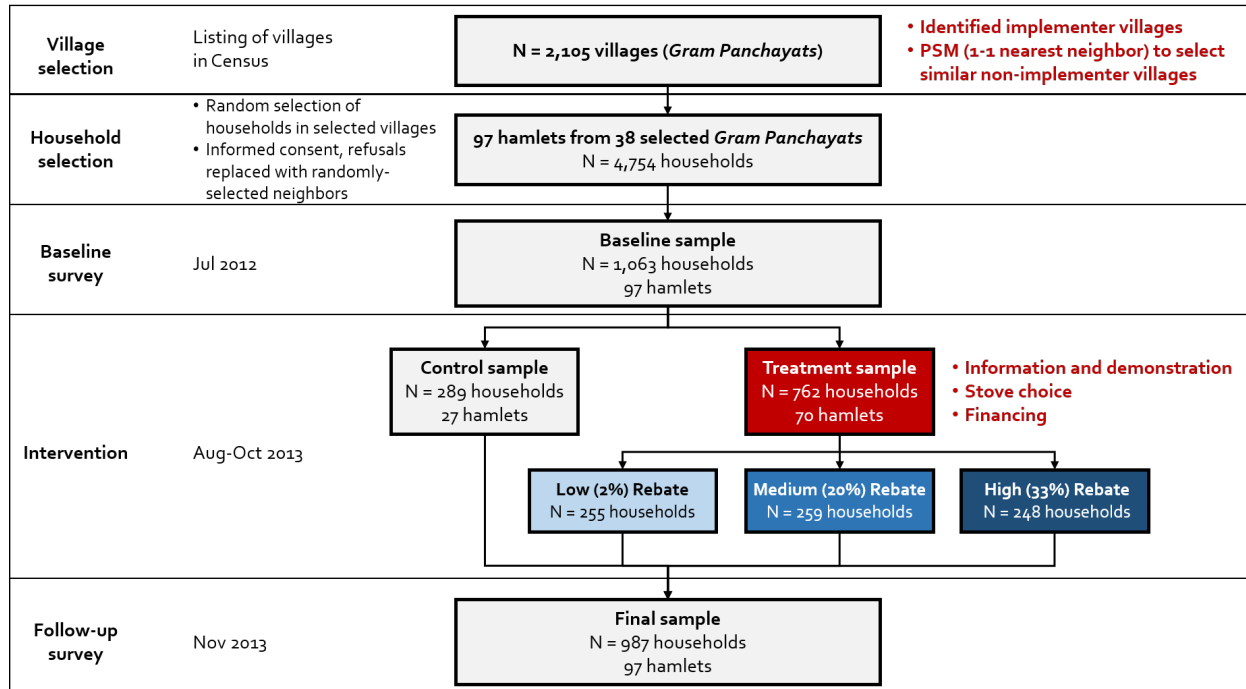 Village
selection
Listing of villages
in Census
N = 2,105 villages (Gram Panchayats)
• Identified implementer villages
• PSM (1-1 nearest neighbor) to select
similar non-implementer villages
Household
selection
• Random selection of
households in selected villages
• Informed consent, refusals
replaced with randomly-
selected neighbors
97 hamlets from 38 selected Gram Panchayats
N = 4,754 households
Baseline
survey
Jul 2012
Baseline sample
N = 1,063 households
97 hamlets
Intervention
Aug-Oct 2013
Control sample
N = 289 households
27 hamlets
Treatment sample
N = 762 households
70 hamlets
• Information and demonstration
• Stove choice
• Financing
Low (2%) Rebate
N = 255 households
Medium (20%) Rebate
N = 259 households
High (33%) Rebate
N = 248 households
Follow-up
survey
Nov 2013
Final sample
N = 987 households
97 hamlets